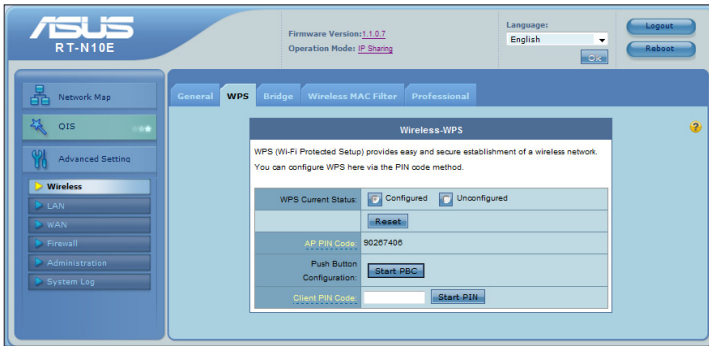 ASUS
RT-N10E
Firmware Version:1.1.0.7
Operation Mode: IP Sharing
Language:
English
OK
Logout
Reboot
Network Map
QIS
Advanced Setting
Wireless
LAN
WAN
Firewall
Administration
System Log
General WPS Bridge Wireless MAC Filter Professional
Wireless-WPS
WPS (Wi-Fi Protected Setup) provides easy and secure establishment of a wireless network.
You can configure WPS here via the PIN code method.
WPS Current Status: Configured Unconfigured
Reset
AP PIN Code: 90267406
Push Button
Configuration: Start PBC
Client PIN Code: Start PIN